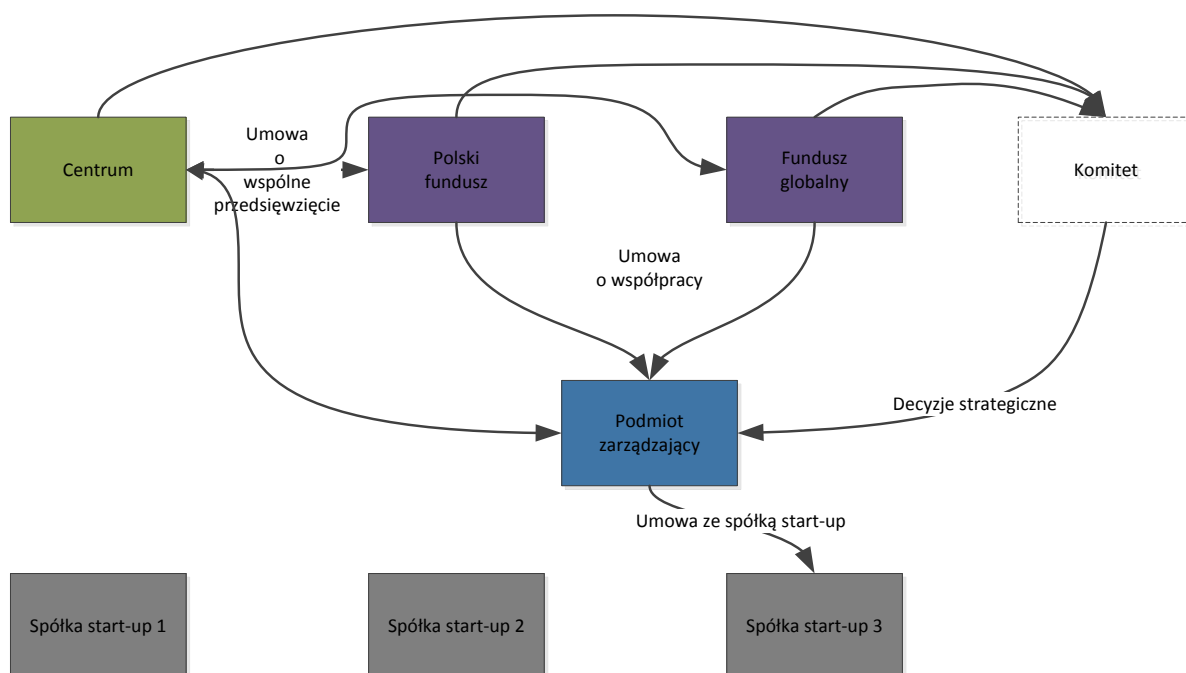 Centrum
Umowa
o
wspólne
przedsięwzięcie
Polski
fundusz
Fundusz
globalny
Komitet
Umowa
o współpracy
Podmiot
zarządzający
Decyzje strategiczne
Umowa ze spółką start-up
Spółka start-up 1
Spółka start-up 2
Spółka start-up 3